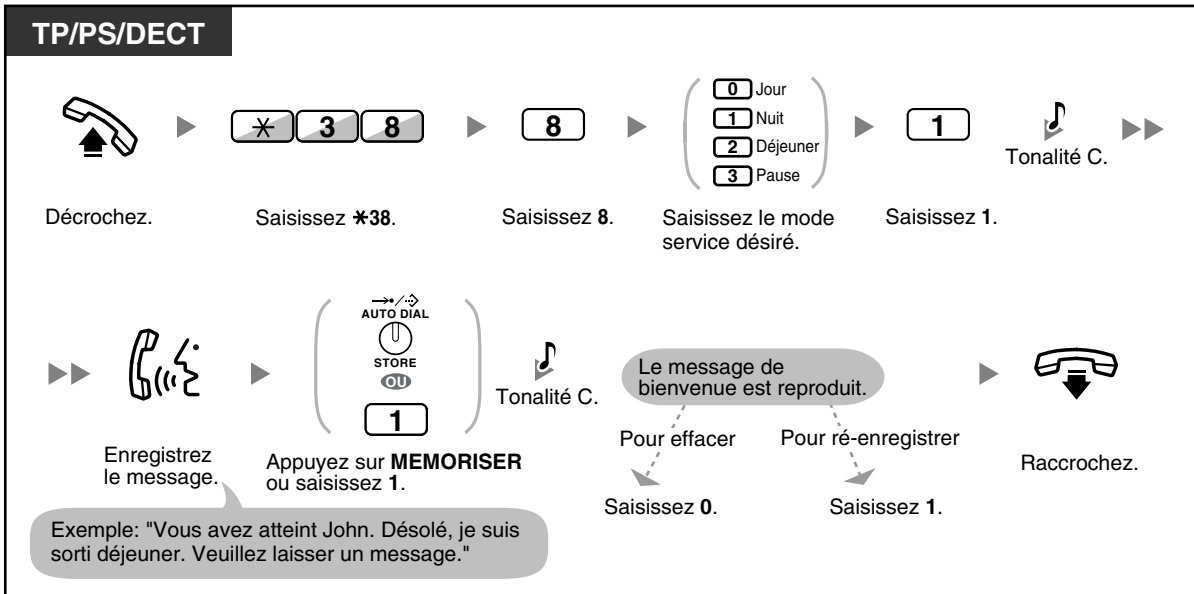 TP/PS/DECT
0 Jour
1 Nuit
2 Déjeuner
3 Pause
* 3 8
8
1
Tonalité C.
Décrochez.
Saisissez *38.
Saisissez 8.
Saisissez le mode
service désiré.
Saisissez 1.
AUTO DIAL
STORE
OU
1
Tonalité C.
Le message de
bienvenue est reproduit.
Pour effacer
Pour ré-enregistrer
Enregistrez
le message.
Appuyez sur MEMORISER
ou saisissez 1.
Saisissez 0.
Saisissez 1.
Raccrochez.
Exemple: "Vous avez atteint John. Désolé, je suis
sorti déjeuner. Veuillez laisser un message."